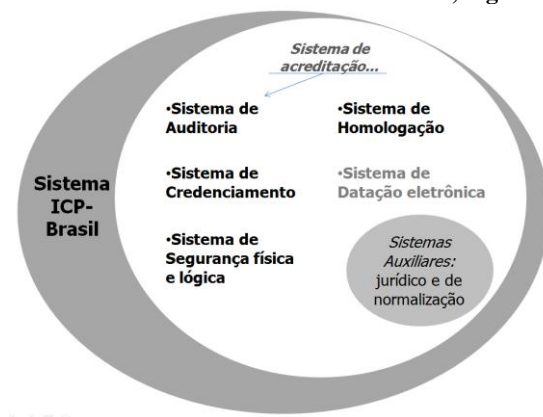 Sistema de
acreditação...
•Sistema de
Auditoria
•Sistema de
Homologação
•Sistema de
Credenciamento
•Sistema de
Datação eletrônica
Sistema
ICP-
Brasil
•Sistema de
Segurança física
e lógica
Sistemas
Auxiliares:
jurídico e de
normalização